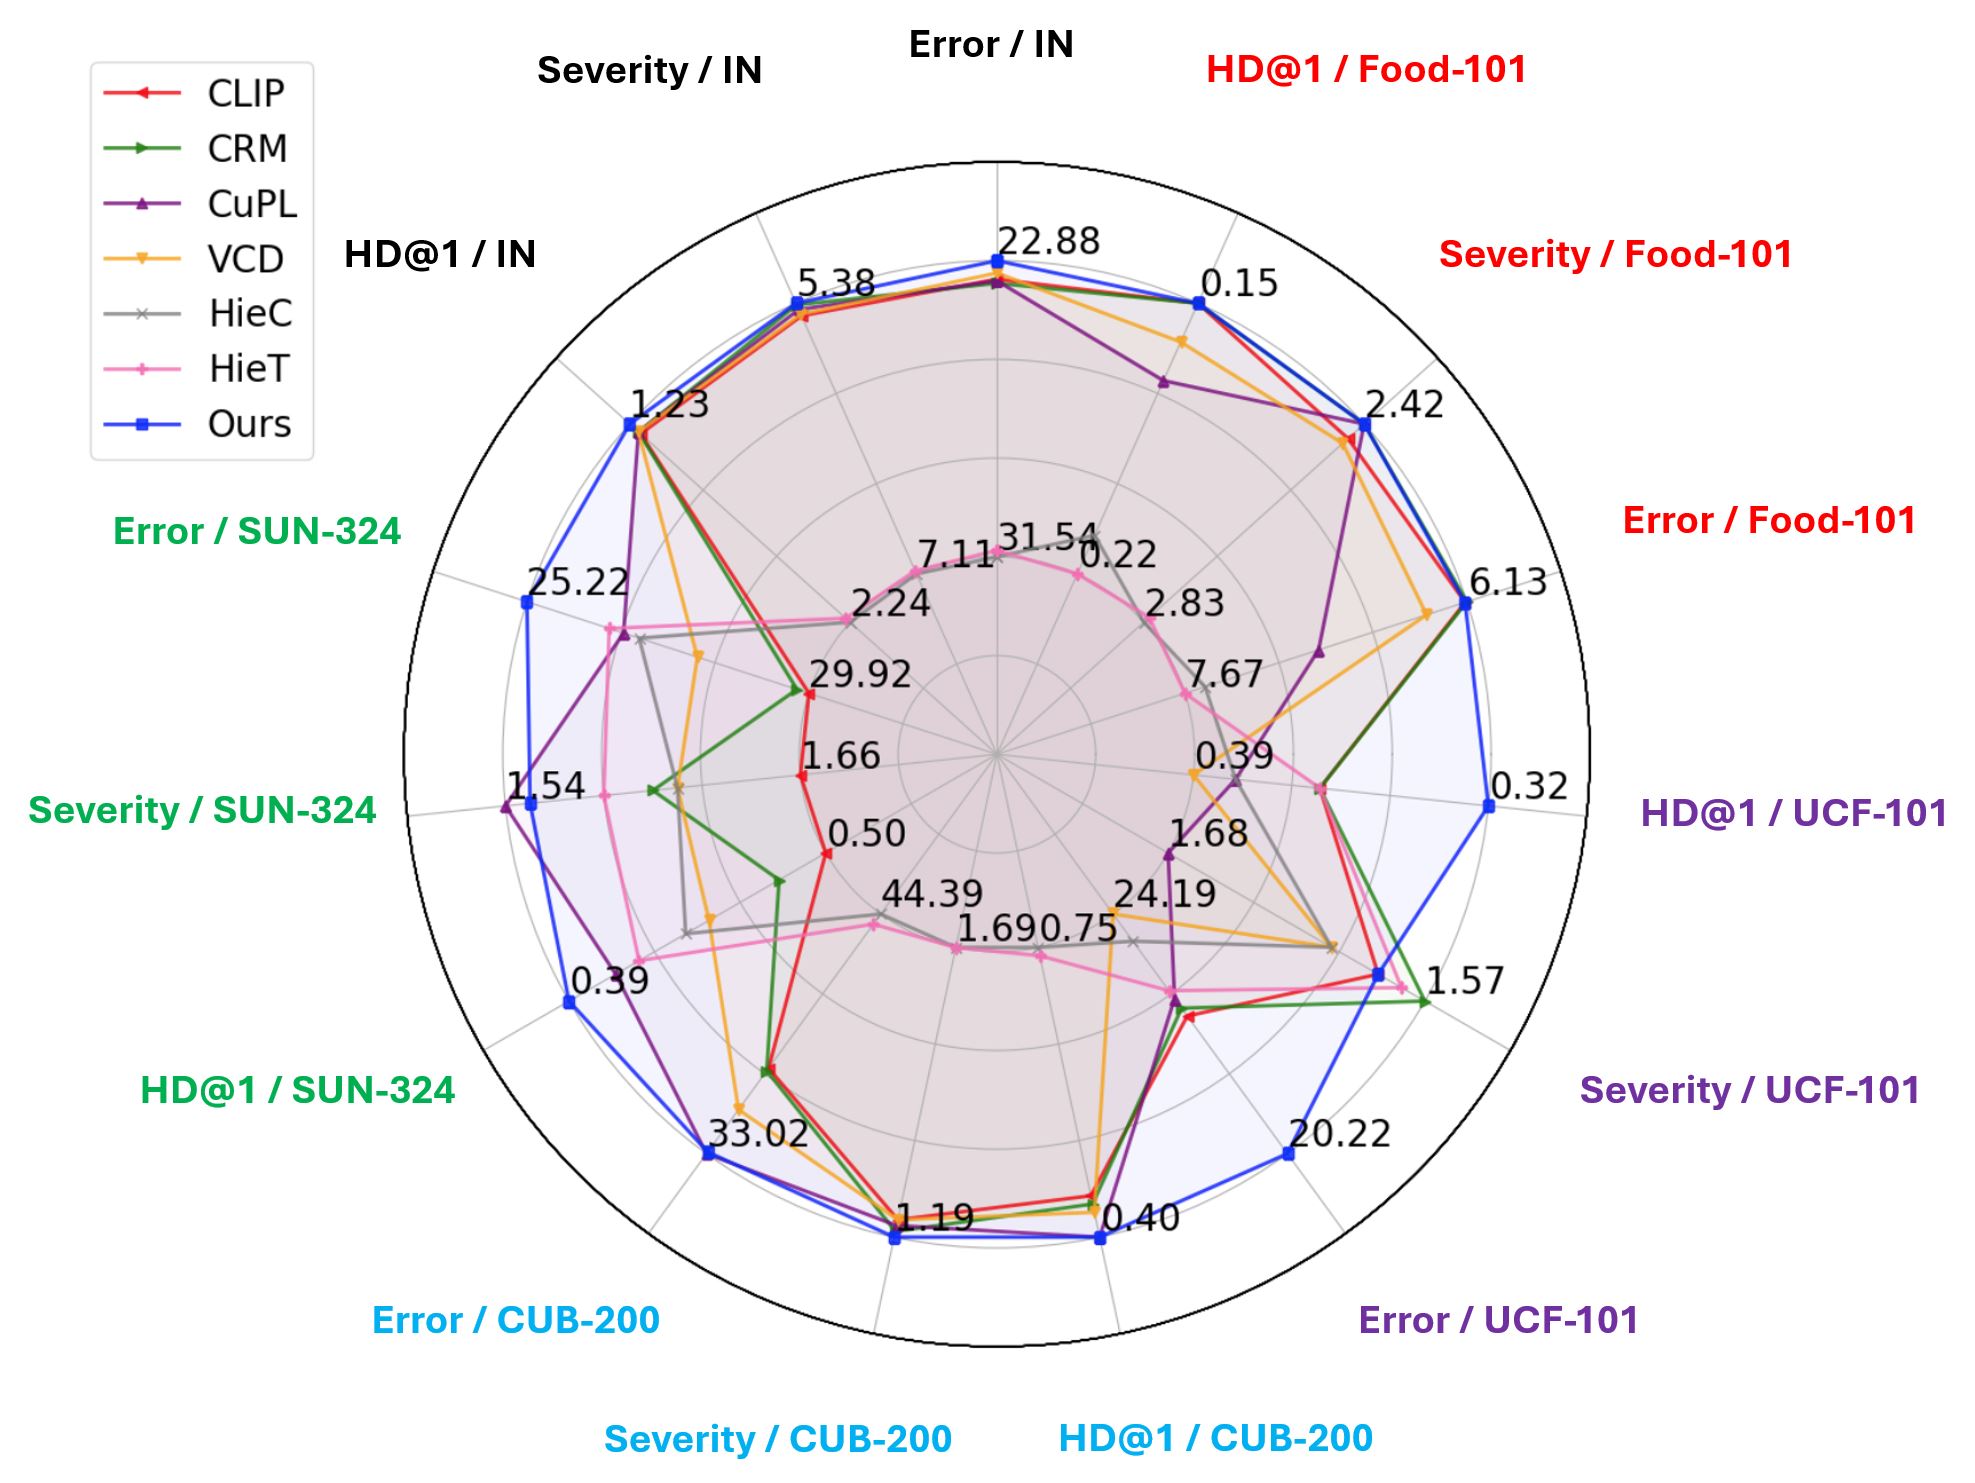 Error / IN
Severity / IN
HD@1 / Food-101
CLIP
CRM
CuPL
VCD
HieC
HieT
Ours
HD@1 / IN
Severity / Food-101
22.88
5.38
0.15
1.23
2.42
Error / SUN-324
Error / Food-101
25.22
7.11
31.54
0.22
6.13
2.24
2.83
29.92
7.67
1.66
0.39
1.54
0.32
Severity / SUN-324
HD@1 / UCF-101
0.50
1.68
44.39
24.19
1.69
0.75
0.39
1.57
HD@1 / SUN-324
Severity / UCF-101
33.02
20.22
1.19
0.40
Error / CUB-200
Error / UCF-101
Severity / CUB-200
HD@1 / CUB-200